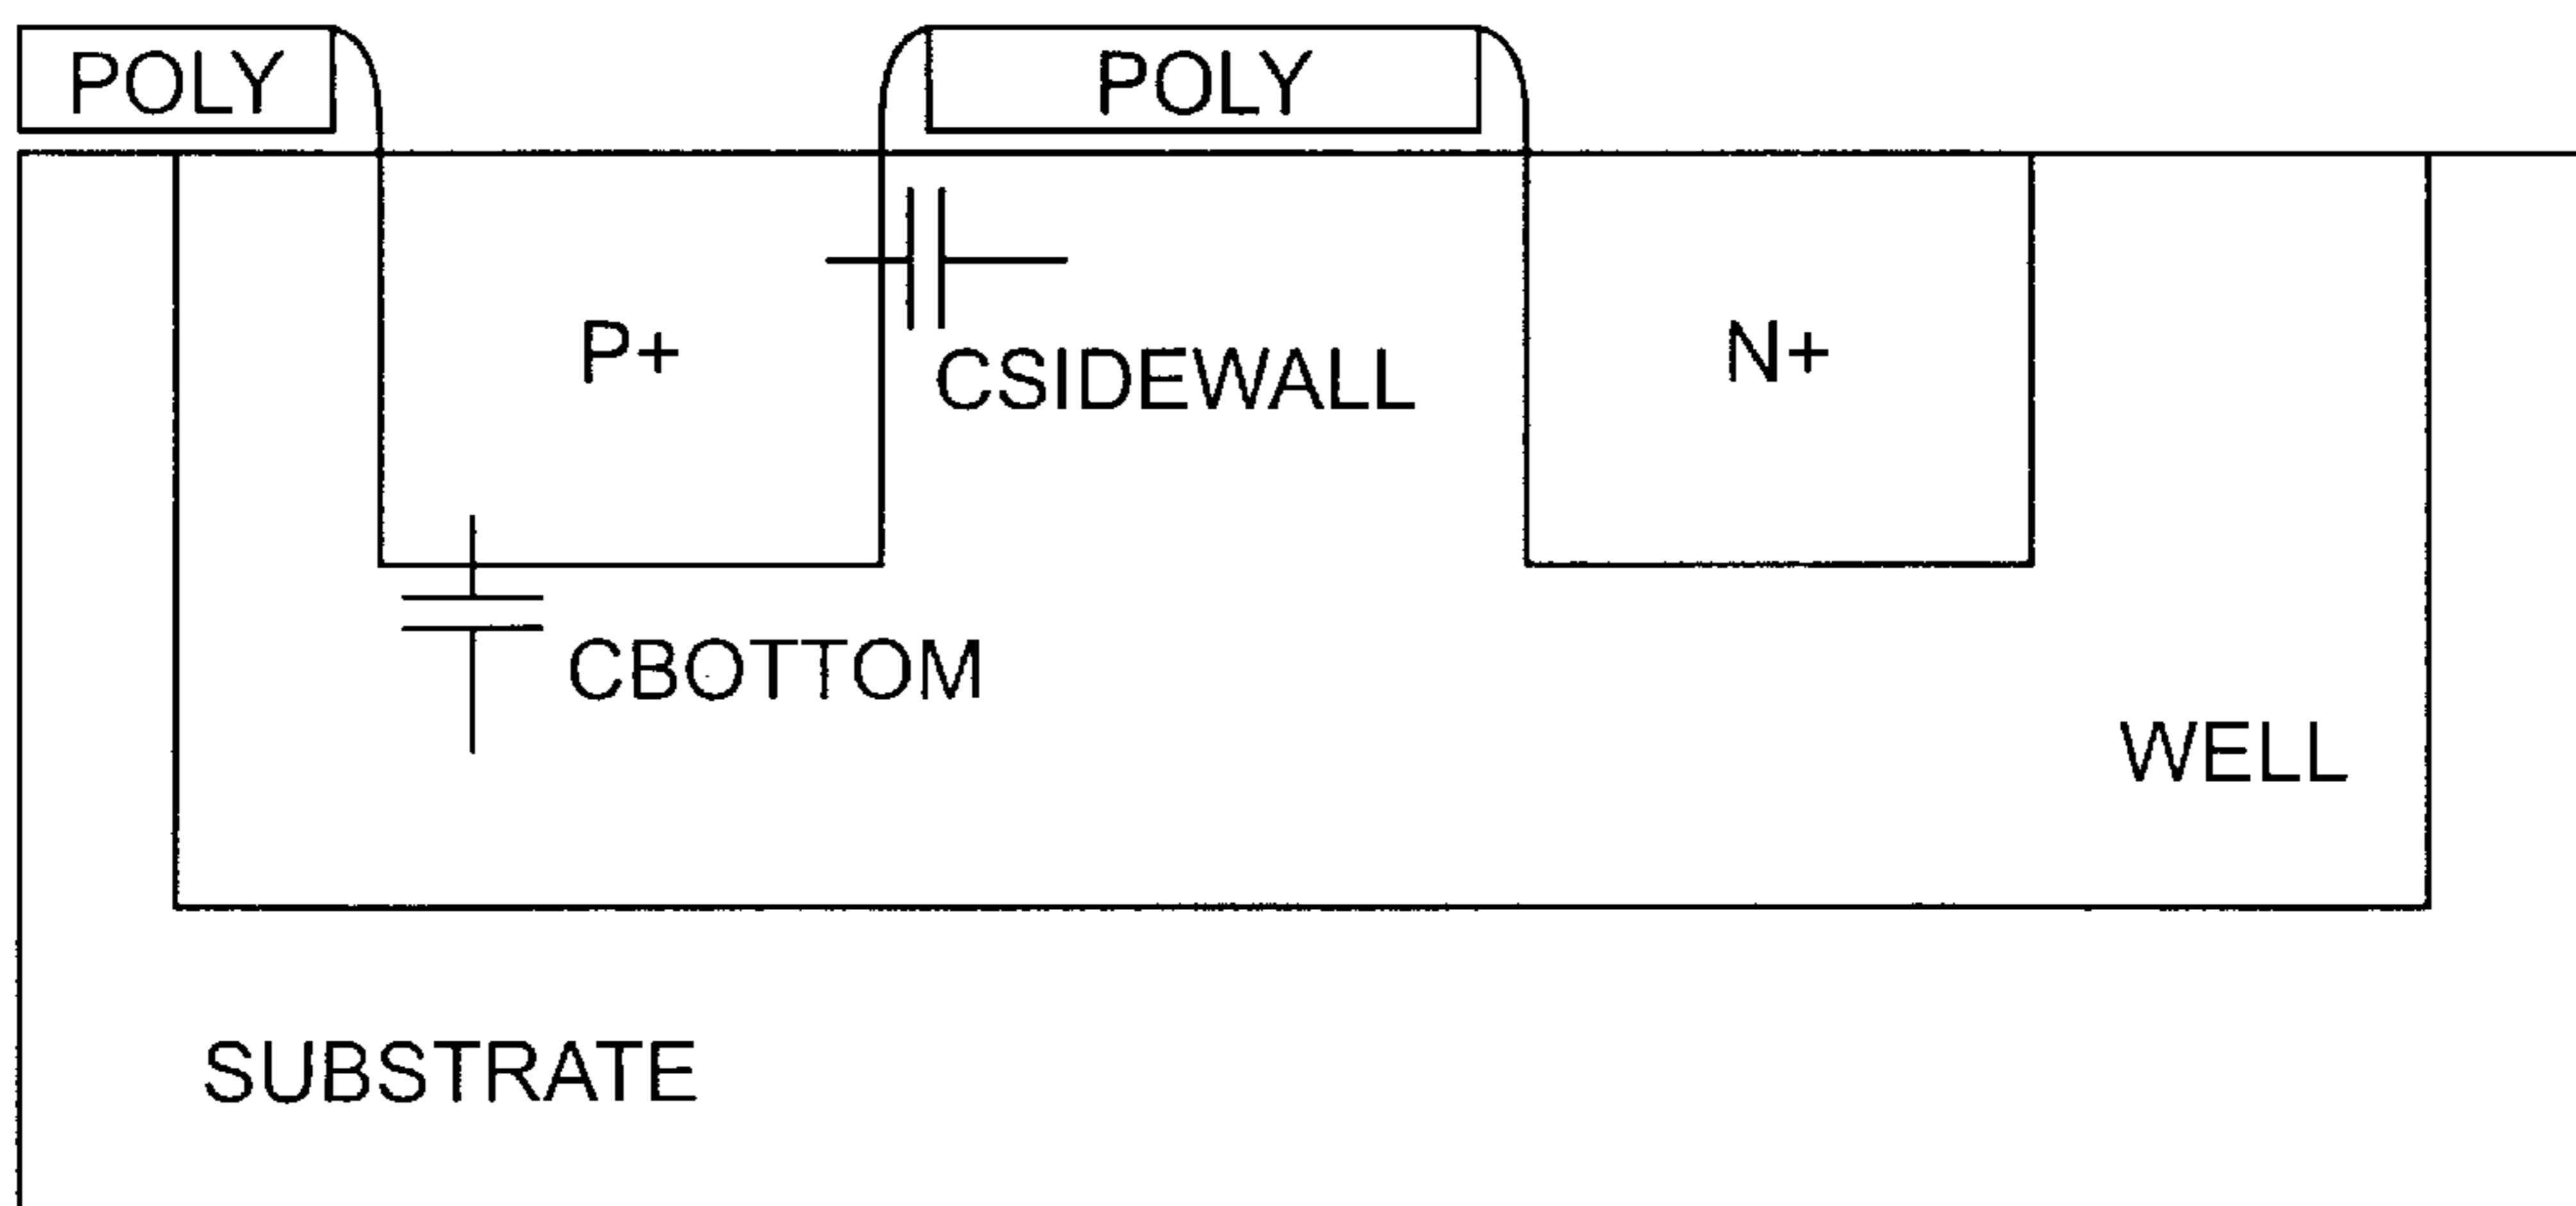 POLY
POLY
P+
CSIDEWALL
N+
CBOTTOM
WELL
SUBSTRATE